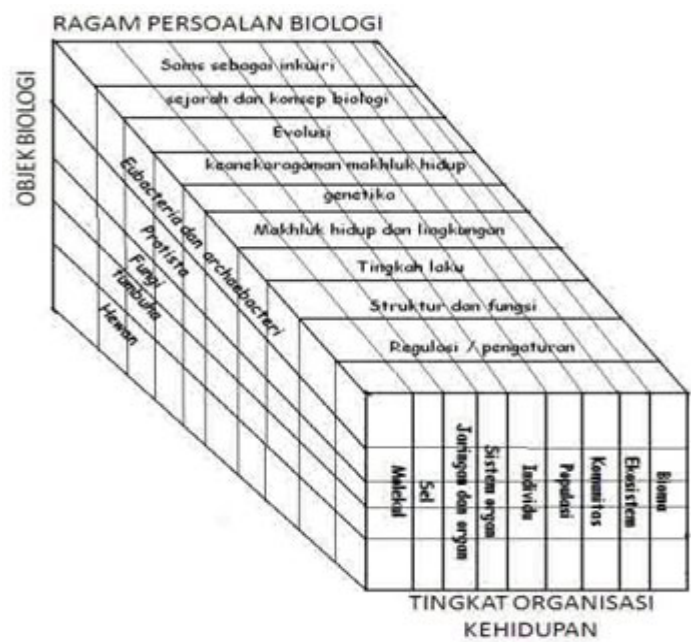 RAGAM PERSOALAN BIOLOGI
OBJEK BIOLOGI
Sains sebagai inkuiri
sejarah dan konsep biologi
Evolusi
keanekaragaman makhluk hidup
genetika
Makhluk hidup dan lingkungan
Tingkah laku
Struktur dan fungsi
Regulasi / pengaturan
Eubacteria dan archaebacteri
Protista
Fungi
Tumbuha
Hewan
Molekul
Sel
Jaringan dan organ
Sistem organ
Individu
Populasi
Komunitas
Ekosistem
Bioma
TINGKAT ORGANISASI
KEHIDUPAN